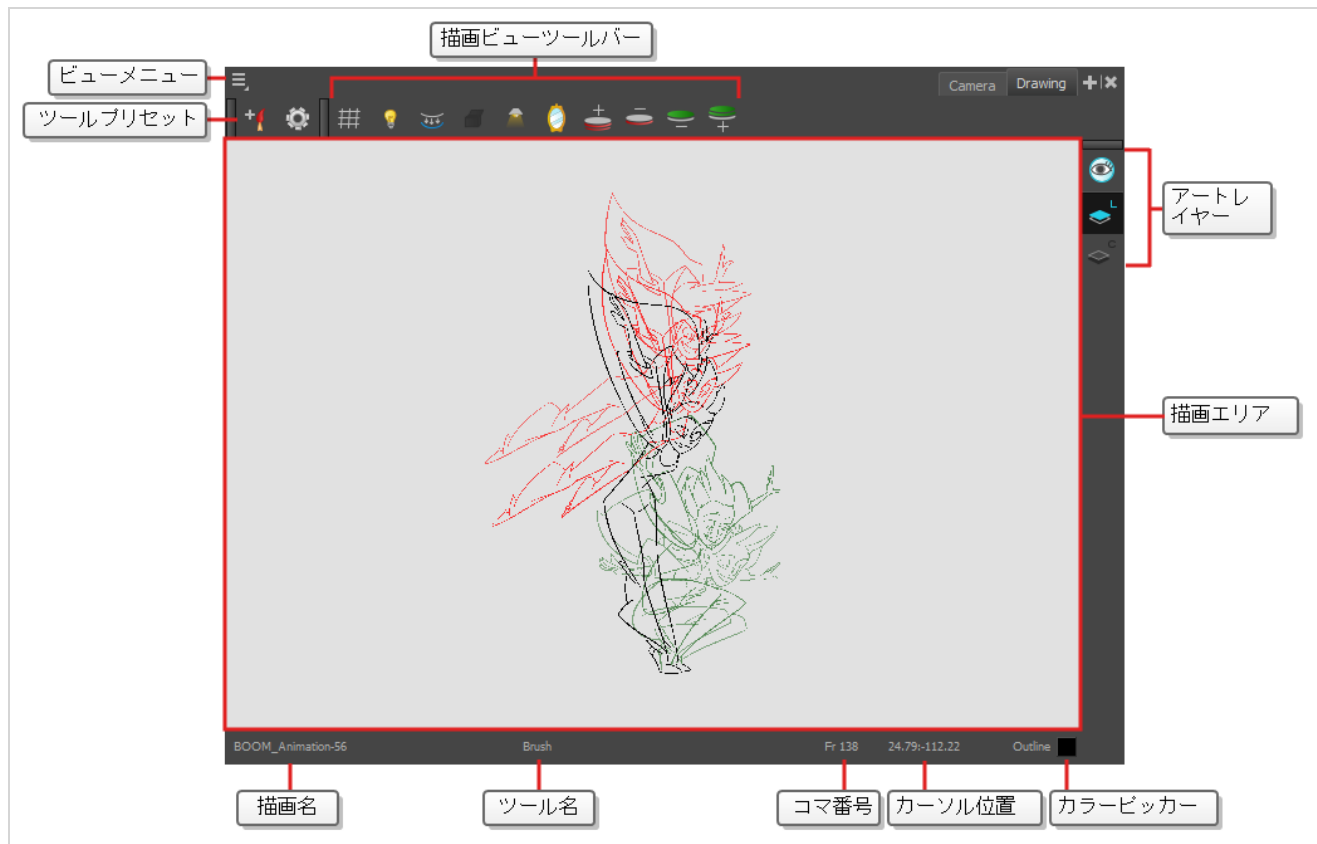 描画ビューツールバー
ビューメニュー
Camera
Drawing
ツールプリセット
L
C
アートレ
イヤー
描画エリア
BOOM_Animation-56
Brush
Fr 138
24.79:-112.22
Outline
描画名
ツール名
コマ番号
カーソル位置
カラーピッカー